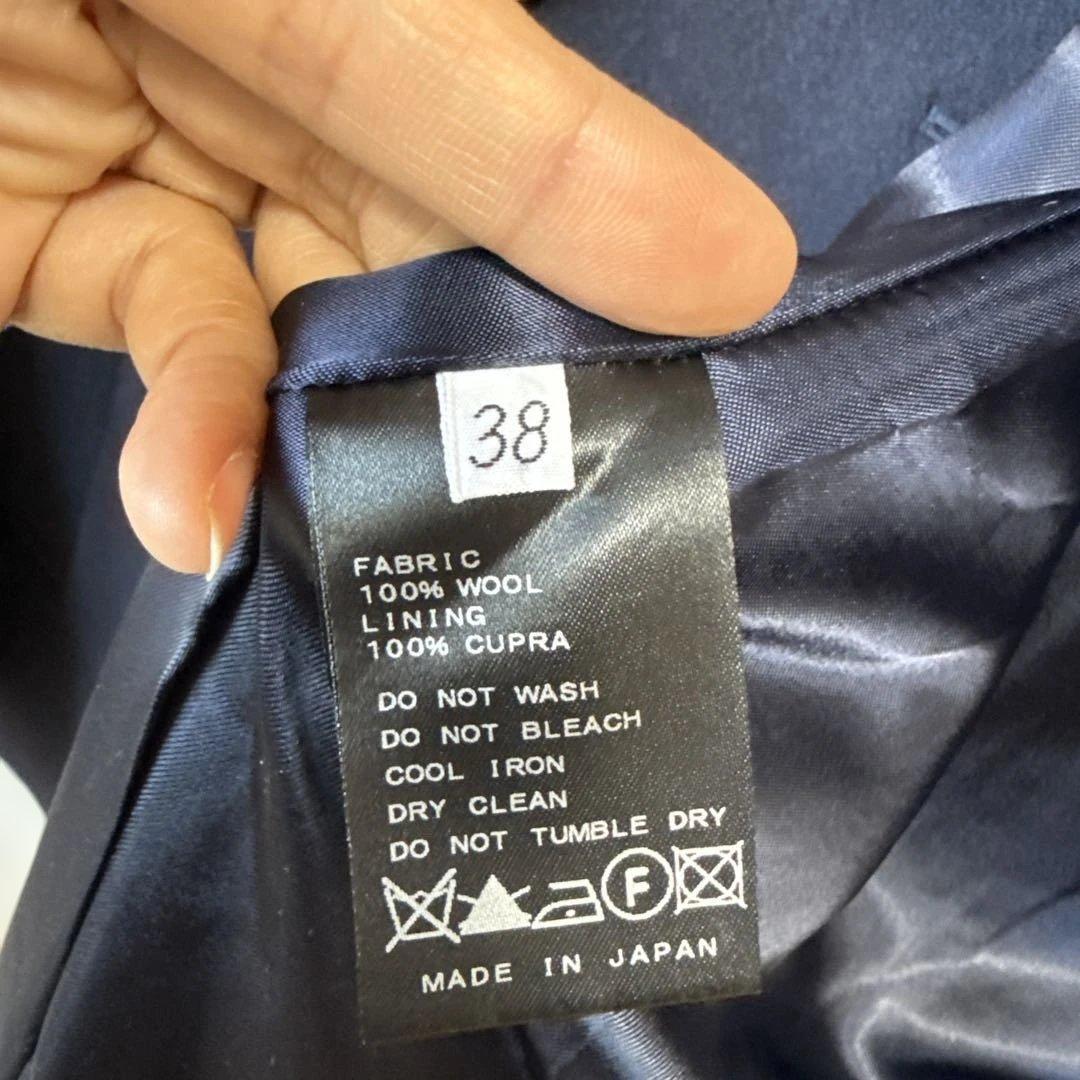 38
FABRIC
100% WOOL
LINING
100% CUPRA
DO NOT WASH
DO NOT BLEACH
COOL IRON
DRY CLEAN
DO NOT TUMBLE DRY
F
MADE IN JAPAN